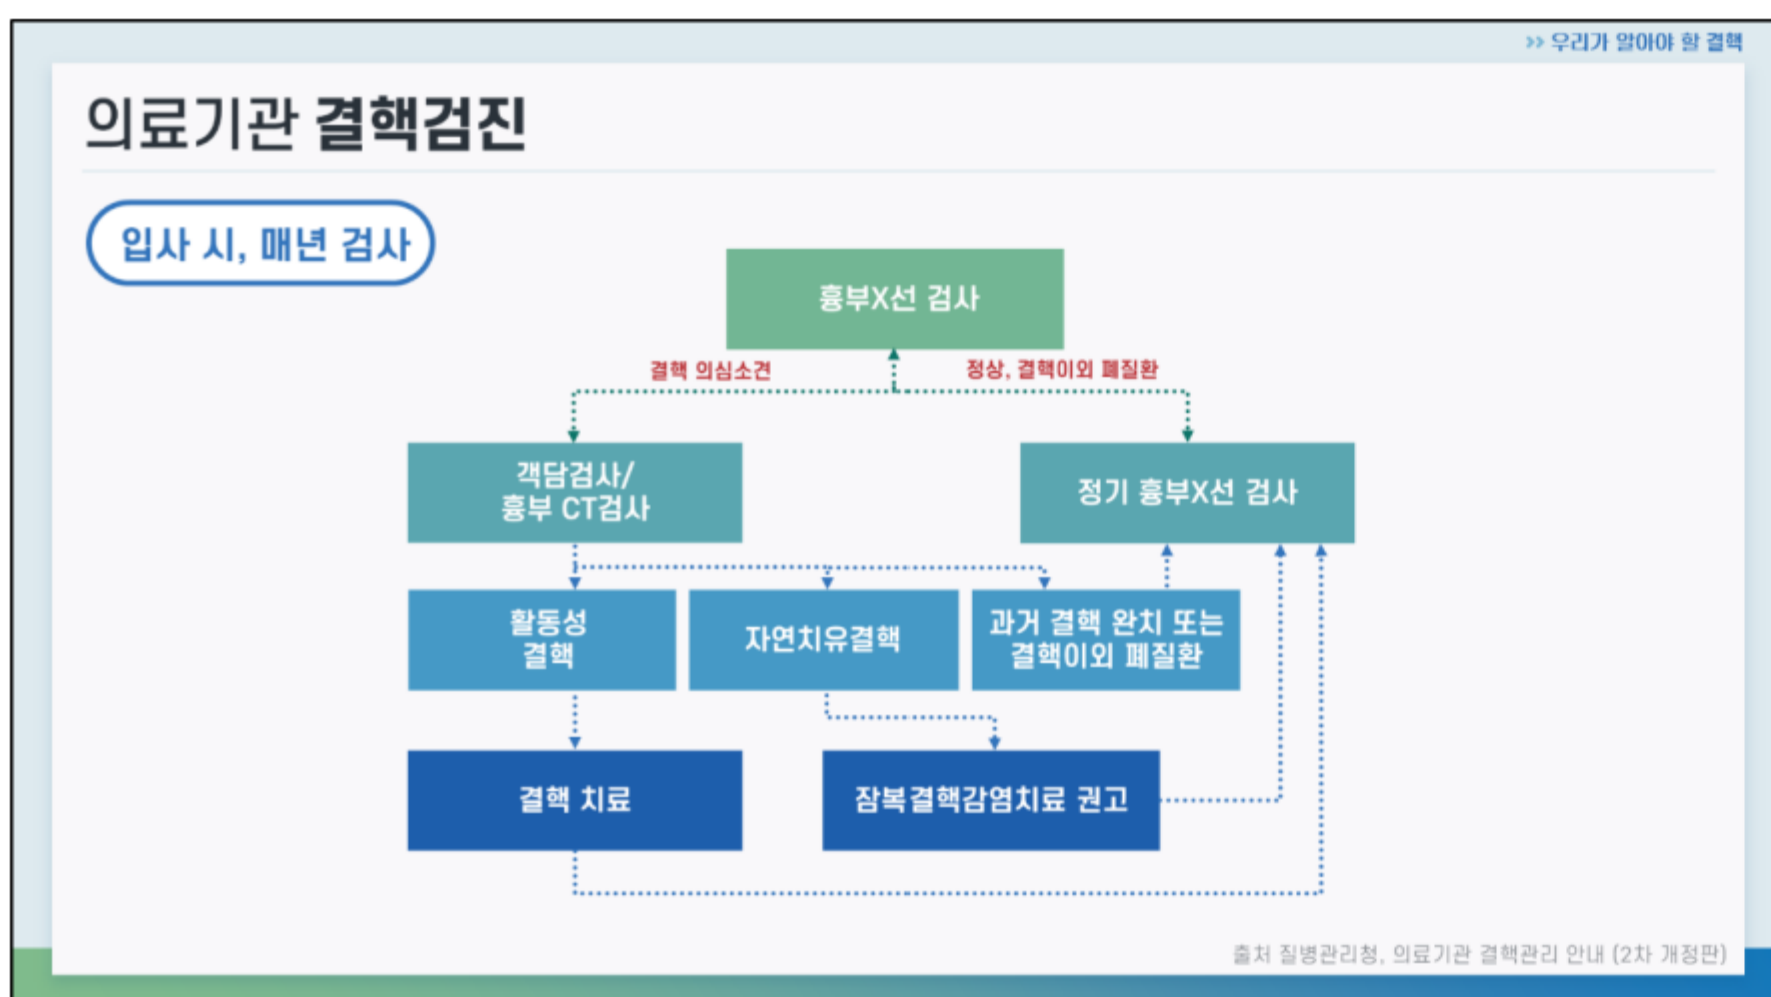 >> 우리가 알아야 할 결핵
의료기관 결핵검진
입사 시, 매년 검사
흉부X선 검사
결핵 의심소견
정상, 결핵이외 폐질환
객담검사/
흉부 CT검사
정기 흉부X선 검사
활동성
결핵
자연치유결핵
과거 결핵 완치 또는
결핵이외 폐질환
결핵 치료
잠복결핵감염치료 권고
출처 질병관리청, 의료기관 결핵관리 안내 (2차 개정판)